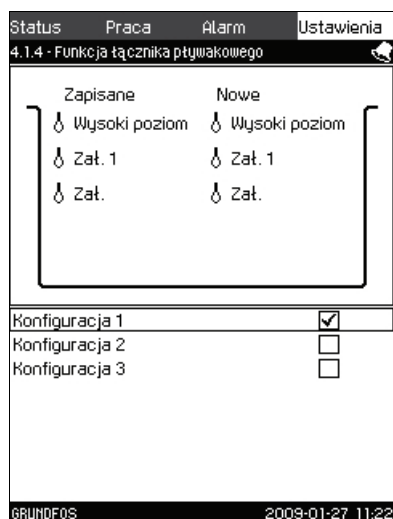 Status Praca Alarm Ustawienia
4.1.4 - Funkcja łącznika pływakowego
Zapisane Nowe
Wysoki poziom Wysoki poziom
Zał. 1 Zał. 1
Zał. Zał.
Konfiguracja 1
Konfiguracja 2
Konfiguracja 3
GRUNDFOS 2009-01-27 11:22